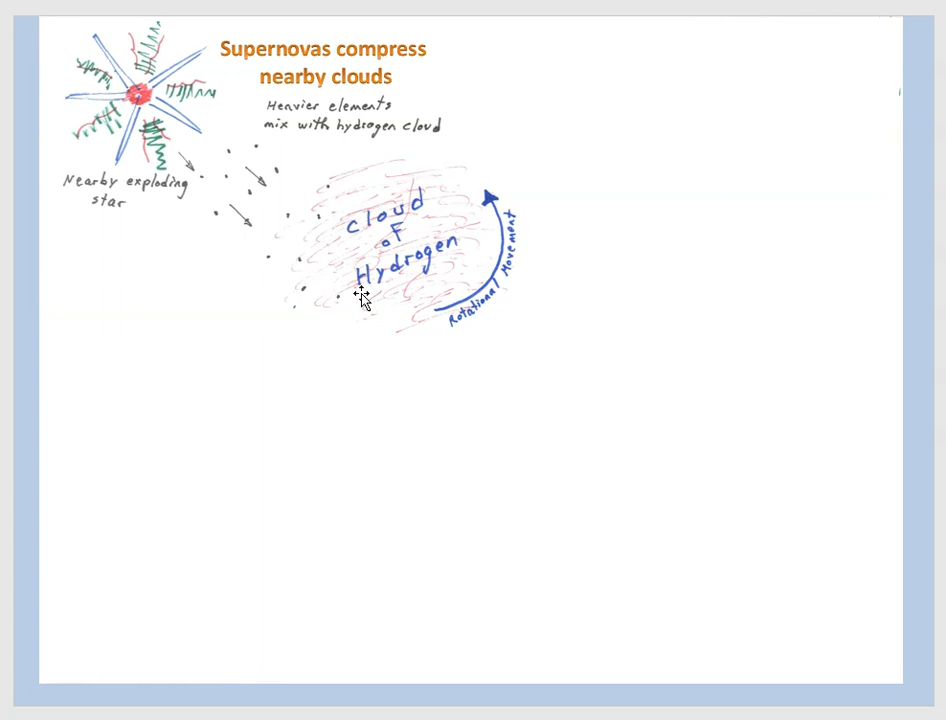 Supernovas compress
nearby clouds
Heavier elements
mix with hydrogen cloud
Nearby exploding
star
cloud
of
Hydrogen
Rotational Movement